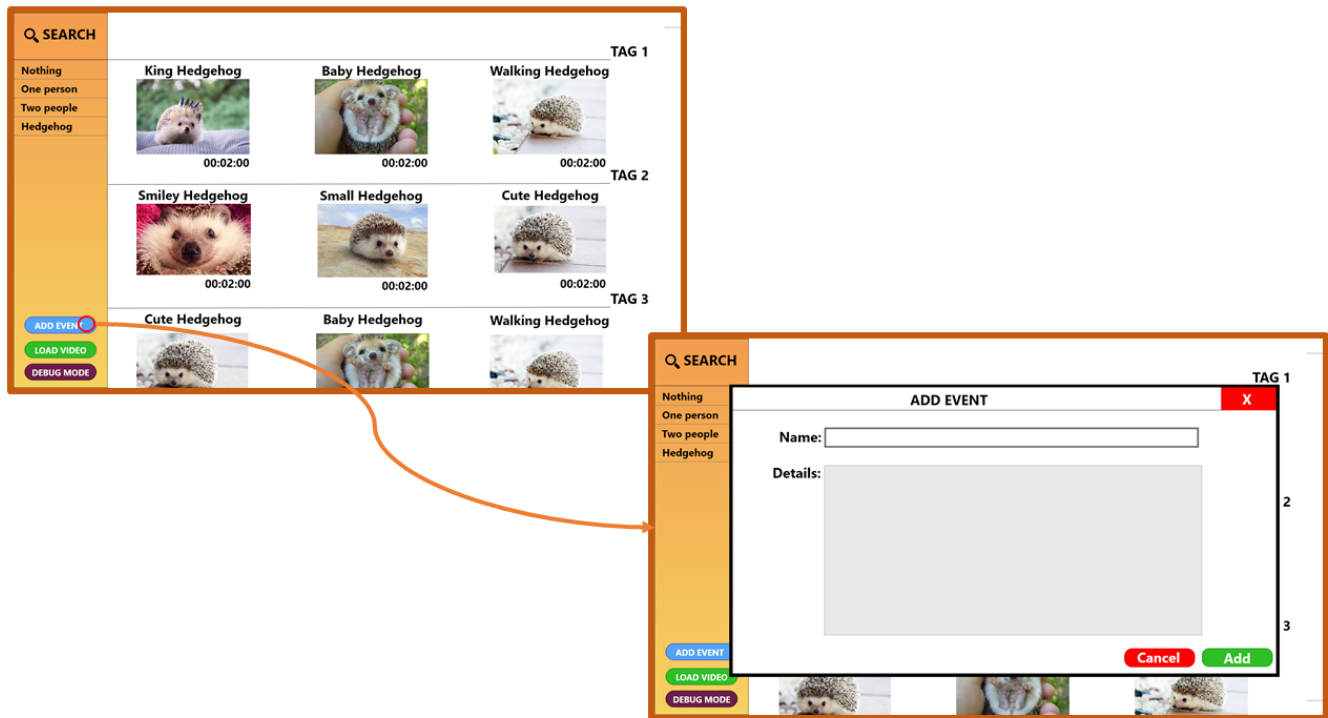 SEARCH
TAG 1
Nothing
One person
Two people
Hedgehog
King Hedgehog
Baby Hedgehog
Walking Hedgehog
00:02:00
00:02:00
00:02:00
TAG 2
Smiley Hedgehog
Small Hedgehog
Cute Hedgehog
00:02:00
00:02:00
00:02:00
TAG 3
Cute Hedgehog
Baby Hedgehog
Walking Hedgehog
ADD EVENT
LOAD VIDEO
DEBUG MODE
SEARCH
TAG 1
Nothing
One person
Two people
Hedgehog
ADD EVENT
X
Name:
Details:
2
3
Cancel
Add
ADD EVENT
LOAD VIDEO
DEBUG MODE